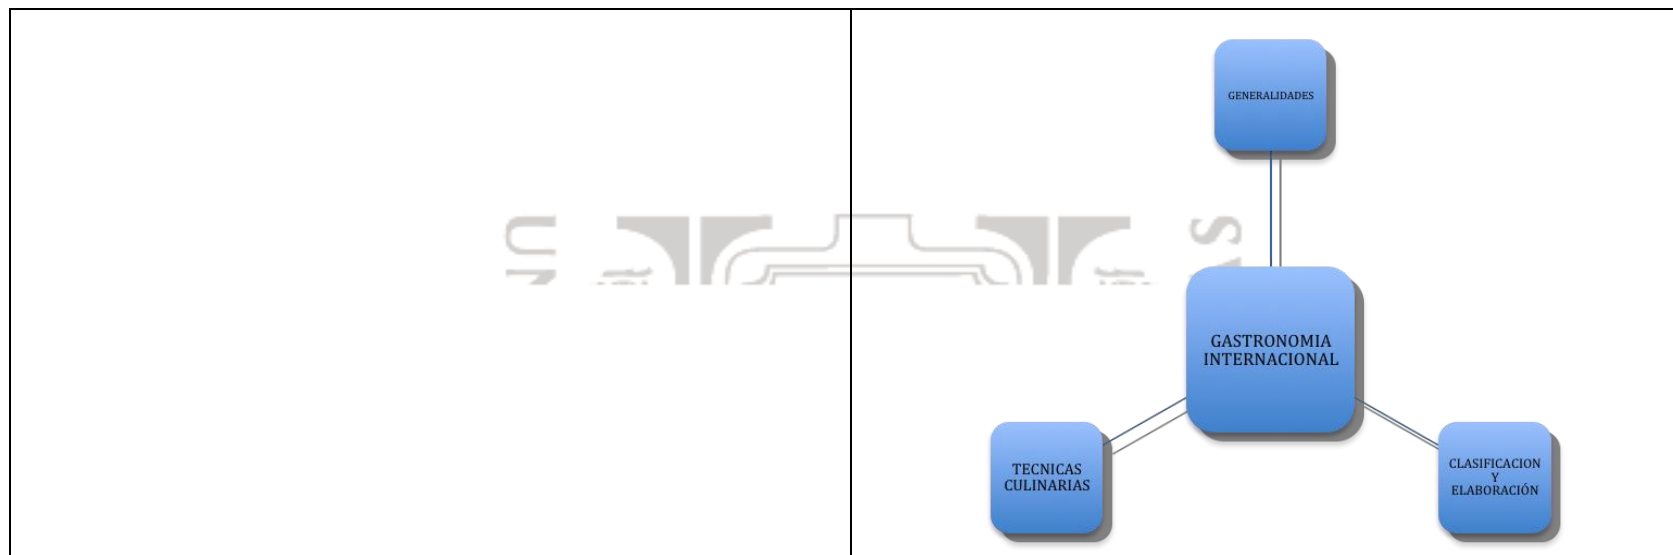 GENERALIDADES
GASTRONOMIA
INTERNACIONAL
TECNICAS
CULINARIAS
CLASIFICACION
Y
ELABORACIÓN